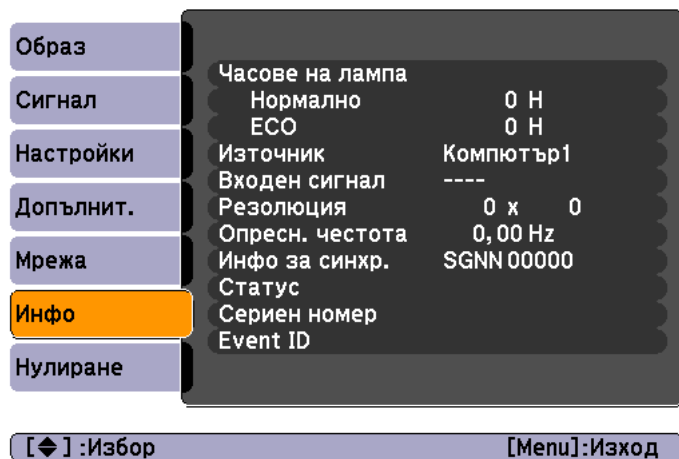 Образ
Сигнал
Настройки
Допълнит.
Мрежа
Инфо
Нулиране
Часове на лампа
Нормално 0 H
ECO 0 H
Източник Компютър1
Входен сигнал ----
Резолюция 0 x 0
Опресн. честота 0,00 Hz
Инфо за синхр. SGNN 00000
Статус
Сериен номер
Event ID
[◆] :Избор [Menu]:Изход